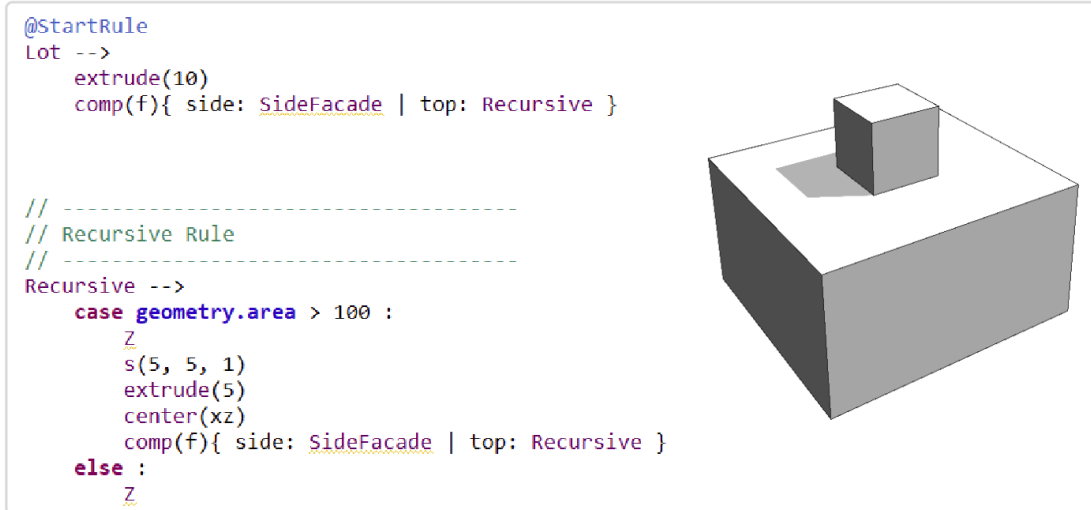 @StartRule
Lot -->
    extrude(10)
    comp(f){ side: SideFacade | top: Recursive }
// ------------------------------------
// Recursive Rule
// ------------------------------------
Recursive -->
    case geometry.area > 100 :
        Z
        s(5, 5, 1)
        extrude(5)
        center(xz)
        comp(f){ side: SideFacade | top: Recursive }
    else :
        Z